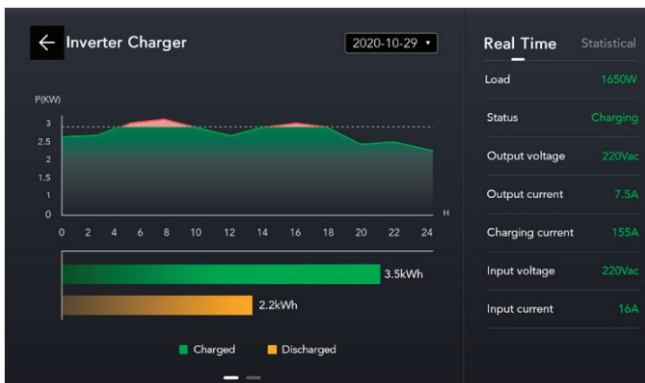 Inverter Charger
2020-10-29
P(KW)
3
2.5
2
1.5
1
0
H
0 2 4 6 8 10 12 14 16 18 20 22 24
3.5kWh
2.2kWh
Charged Discharged
Real Time Statistical
Load 1650W
Status Charging
Output voltage 220Vac
Output current 7.5A
Charging current 155A
Input voltage 220Vac
Input current 16A